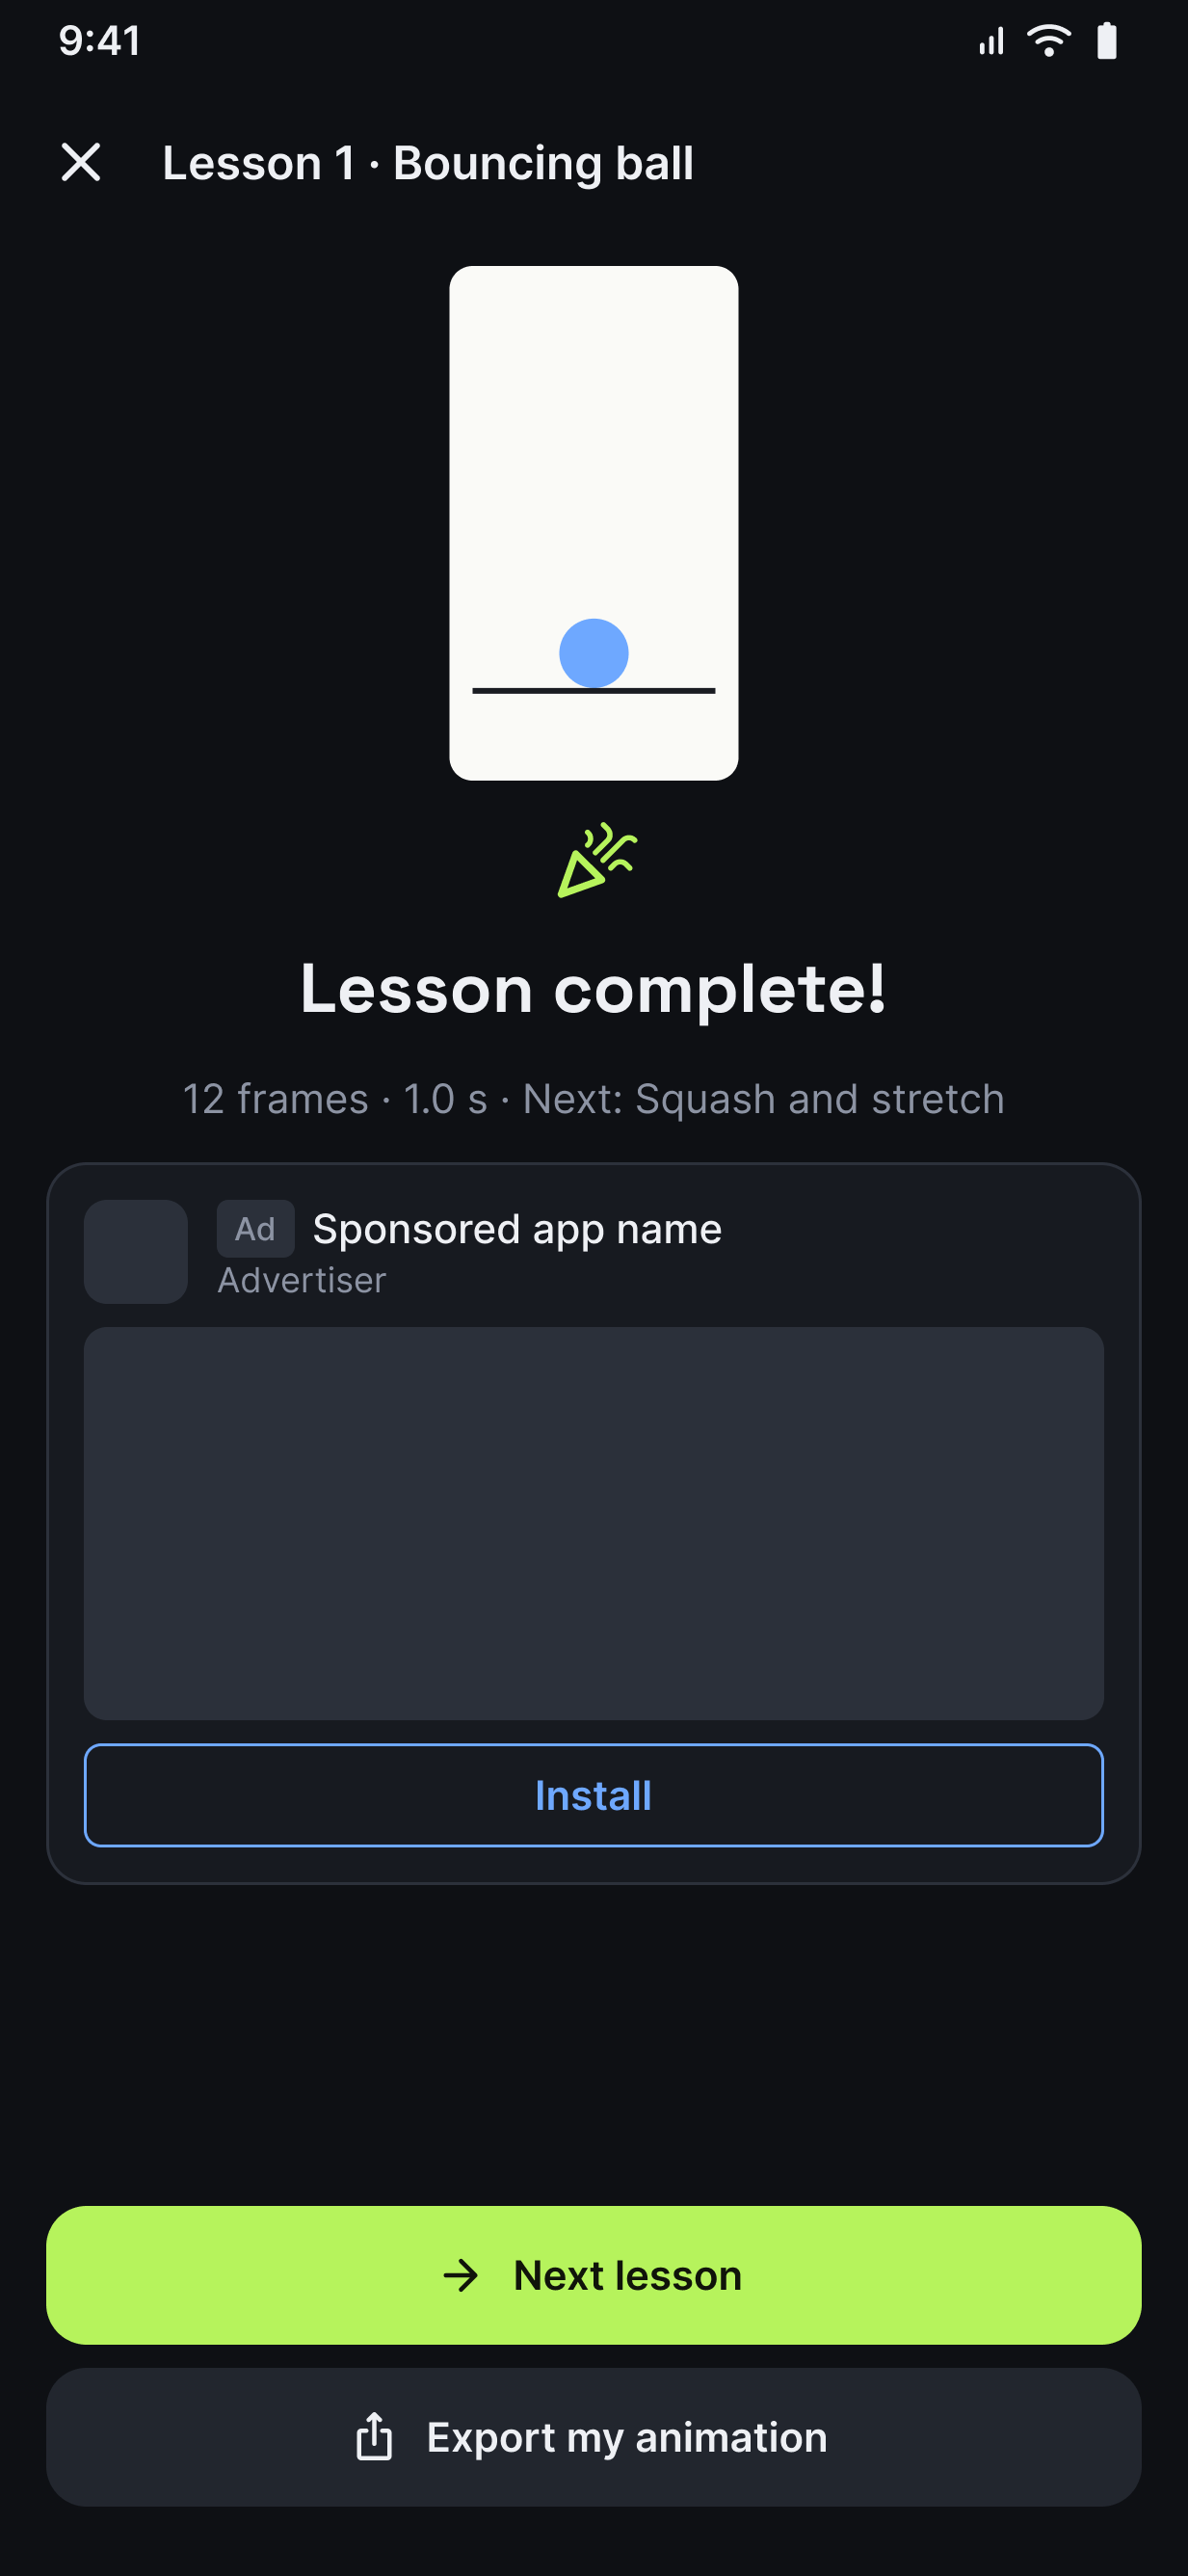 9:41
Lesson 1 · Bouncing ball
Lesson complete!
12 frames · 1.0 s · Next: Squash and stretch
Ad Sponsored app name
Advertiser
Install
Next lesson
Export my animation